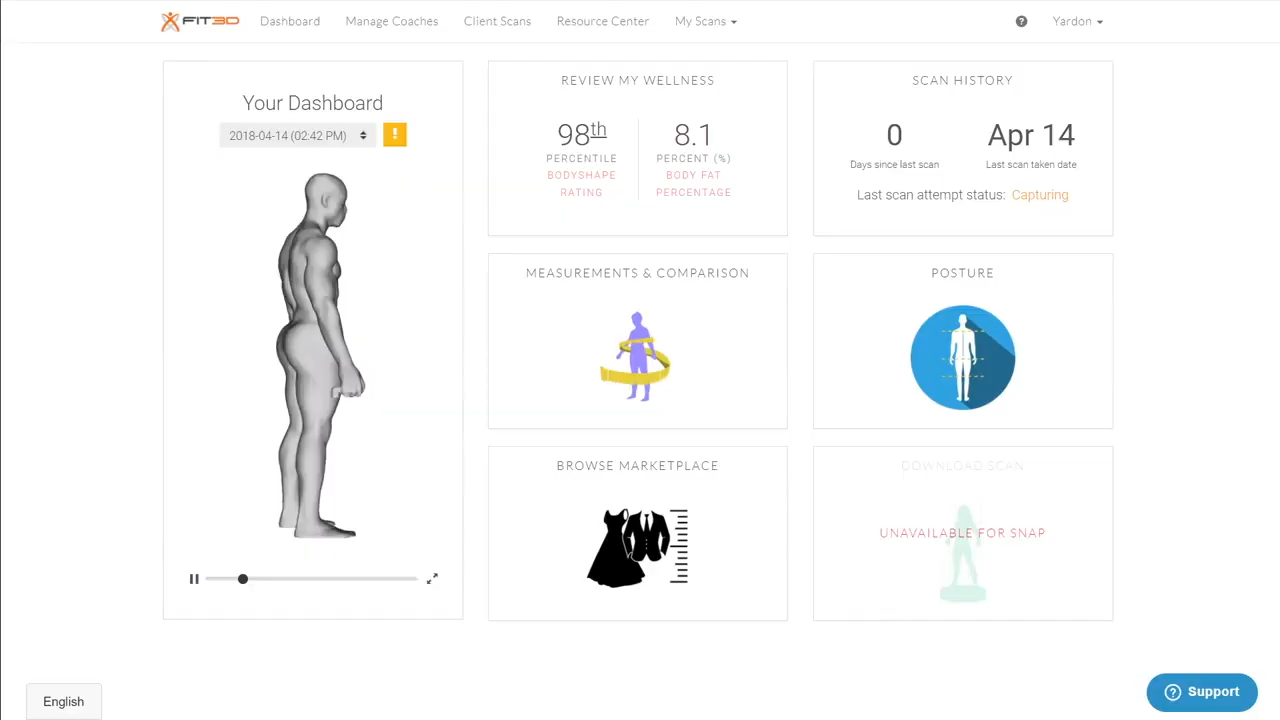 FIT3D Dashboard Manage Coaches Client Scans Resource Center My Scans Yardon
Your Dashboard
2018-04-14 (02:42 PM)
REVIEW MY WELLNESS
98th
PERCENTILE
BODYSHAPE
RATING
8.1
PERCENT (%)
BODY FAT
PERCENTAGE
SCAN HISTORY
0
Days since last scan
Apr 14
Last scan taken date
Last scan attempt status: Capturing
MEASUREMENTS & COMPARISON
POSTURE
BROWSE MARKETPLACE
DOWNLOAD SCAN
UNAVAILABLE FOR SNAP
English
Support